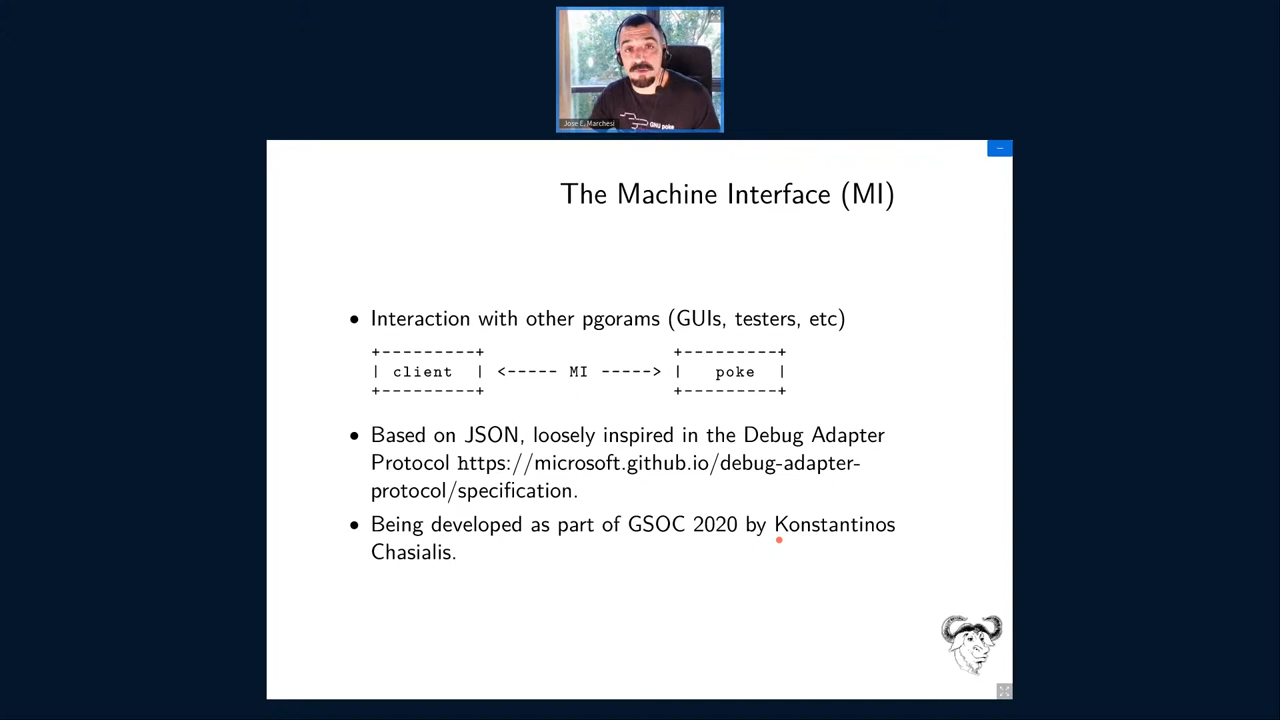 Jose E. Marchesi
GNU poke
The Machine Interface (MI)
• Interaction with other pgorams (GUIs, testers, etc)
+---------+ +---------+
| client | <----- MI -----> | poke |
+---------+ +---------+
• Based on JSON, loosely inspired in the Debug Adapter
Protocol https://microsoft.github.io/debug-adapter-
protocol/specification.
• Being developed as part of GSOC 2020 by Konstantinos
Chasialis.